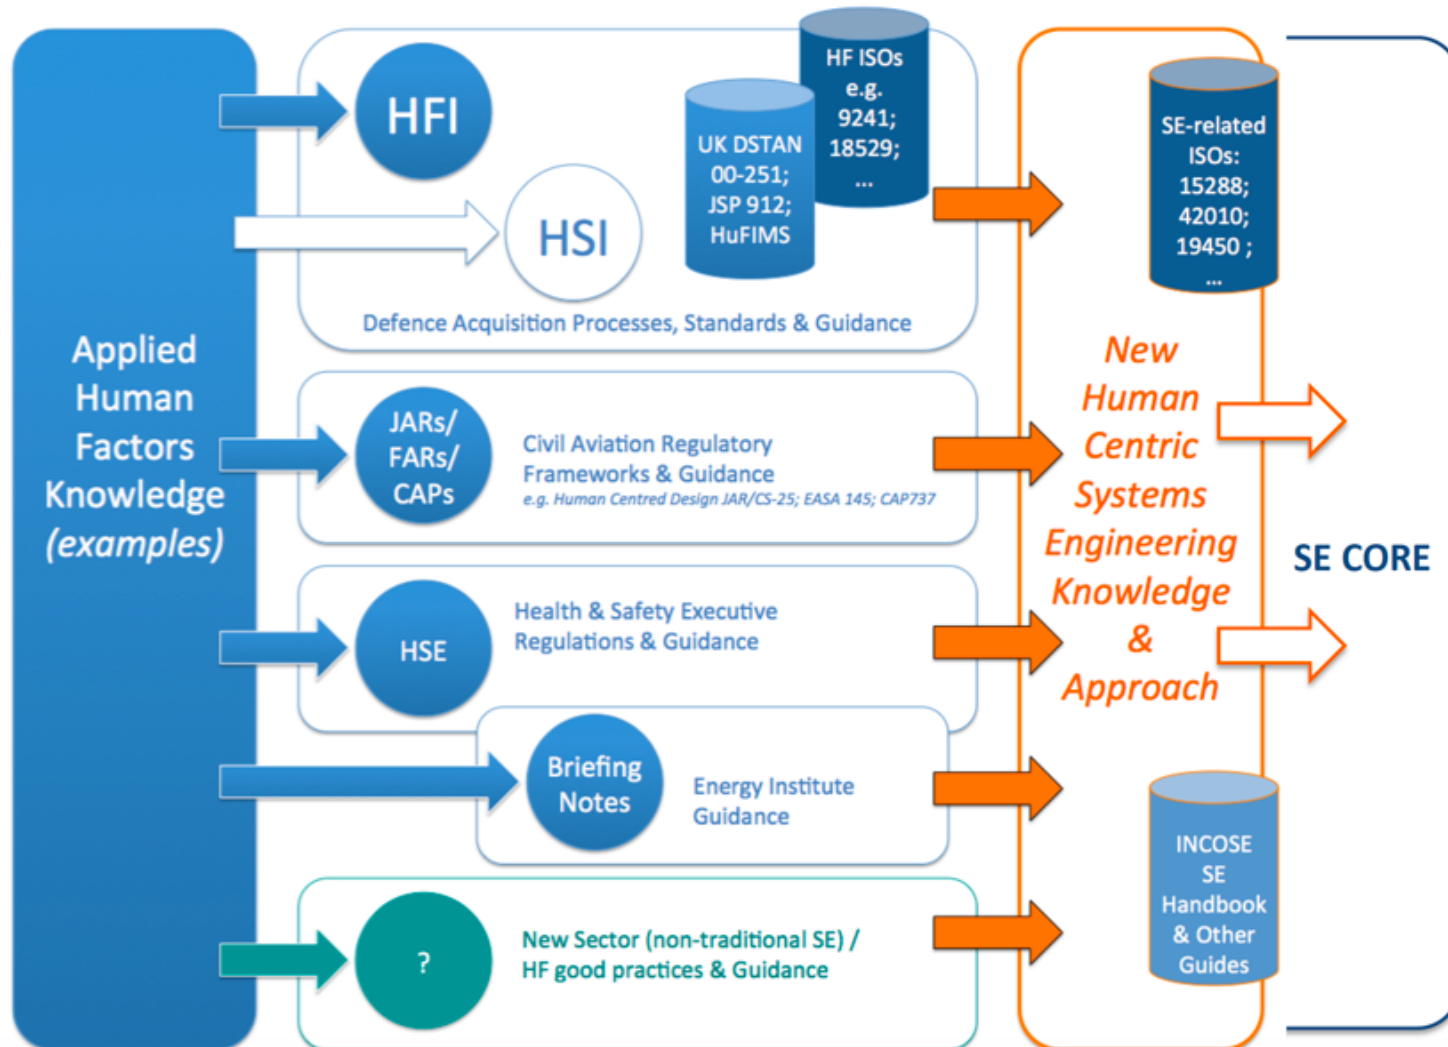 Applied
Human
Factors
Knowledge
(examples)
HFI
HSI
UK DSTAN
00-251;
JSP 912;
HuFIMS
HF ISOs
e.g.
9241;
18529;
...
Defence Acquisition Processes, Standards & Guidance
JARs/
FARs/
CAPs
Civil Aviation Regulatory
Frameworks & Guidance
e.g. Human Centred Design JAR/CS-25; EASA 145; CAP737
HSE
Health & Safety Executive
Regulations & Guidance
Briefing
Notes
Energy Institute
Guidance
?
New Sector (non-traditional SE) /
HF good practices & Guidance
SE-related
ISOs:
15288;
42010;
19450 ;
...
New
Human
Centric
Systems
Engineering
Knowledge
&
Approach
INCOSE
SE
Handbook
& Other
Guides
SE CORE